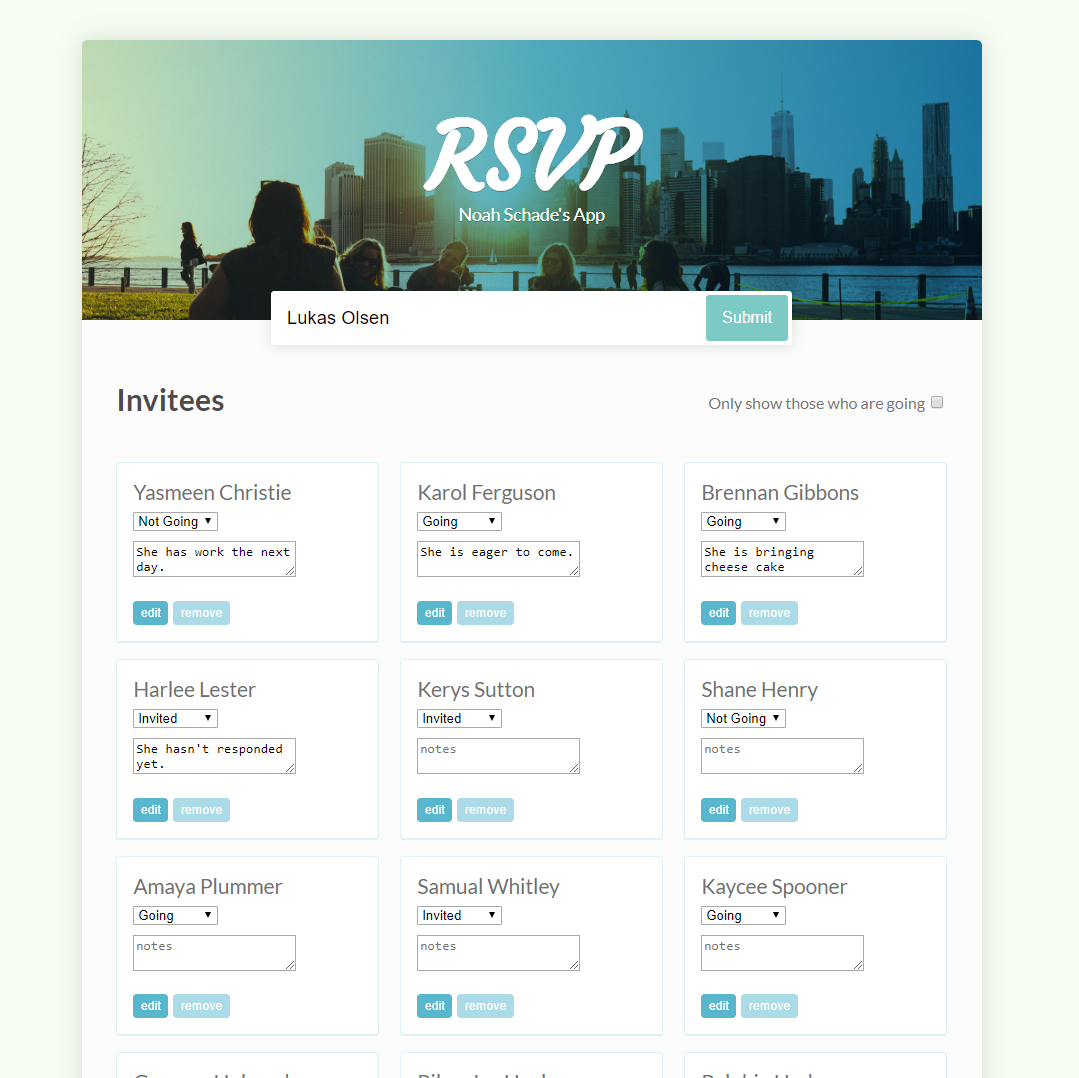 RSVP
Noah Schade's App
Lukas Olsen
Submit
Invitees
Only show those who are going
Yasmeen Christie
Not Going
She has work the next
day.
edit remove
Karol Ferguson
Going
She is eager to come.
edit remove
Brennan Gibbons
Going
She is bringing
cheese cake
edit remove
Harlee Lester
Invited
She hasn't responded
yet.
edit remove
Kerys Sutton
Invited
notes
edit remove
Shane Henry
Not Going
notes
edit remove
Amaya Plummer
Going
notes
edit remove
Samual Whitley
Invited
notes
edit remove
Kaycee Spooner
Going
notes
edit remove